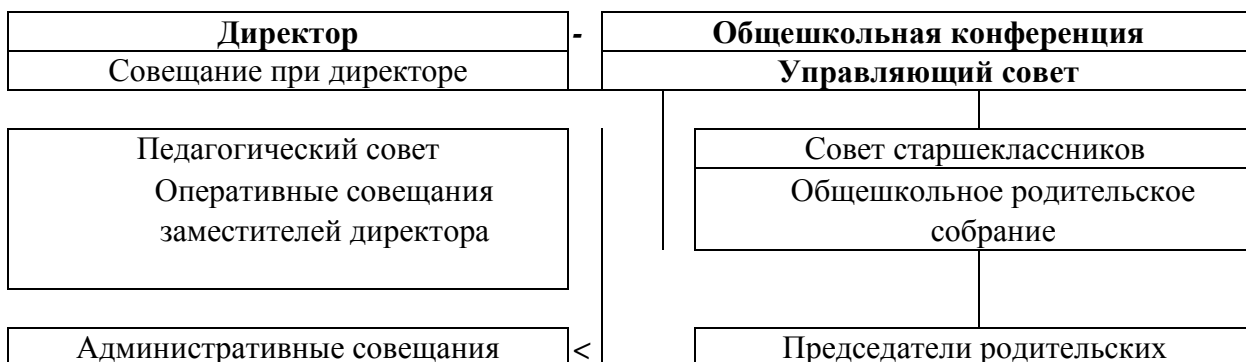 Директор - Общешкольная конференция
Совещание при директоре Управляющий совет
Педагогический совет Совет старшеклассников
Оперативные совещания Общешкольное родительское
заместителей директора собрание
Административные совещания < Председатели родительских